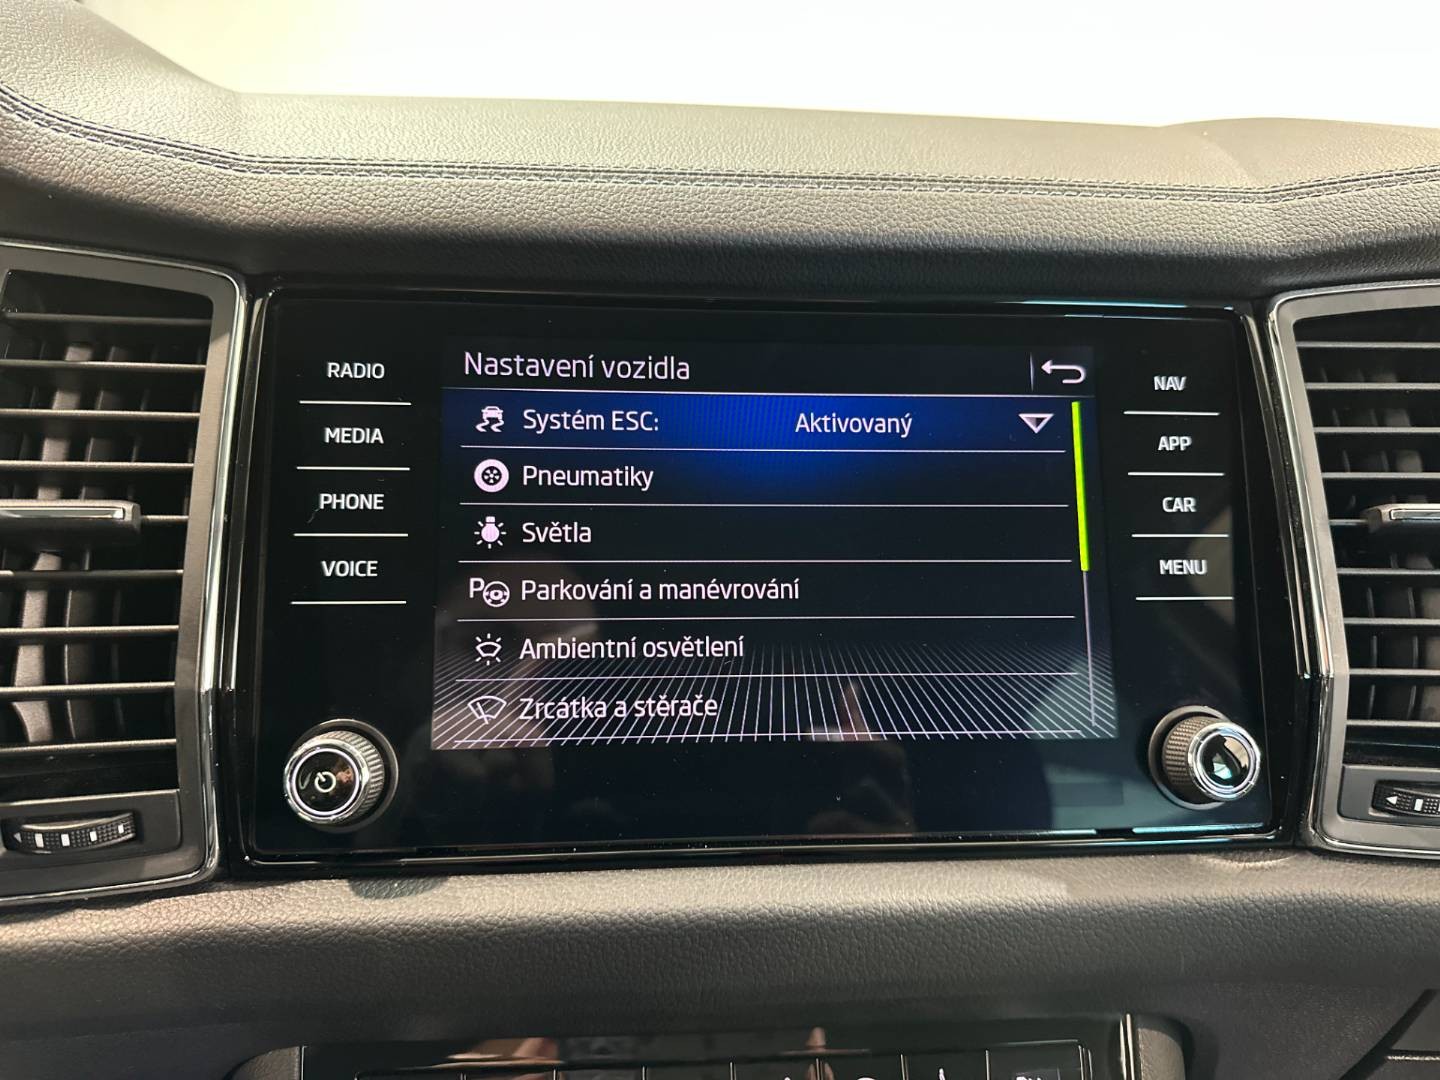 RADIO
MEDIA
PHONE
VOICE
Nastavení vozidla
Systém ESC: Aktivovaný
Pneumatiky
Světla
P Parkování a manévrování
Ambientní osvětlení
Zrcátka a stěrače
NAV
APP
CAR
MENU